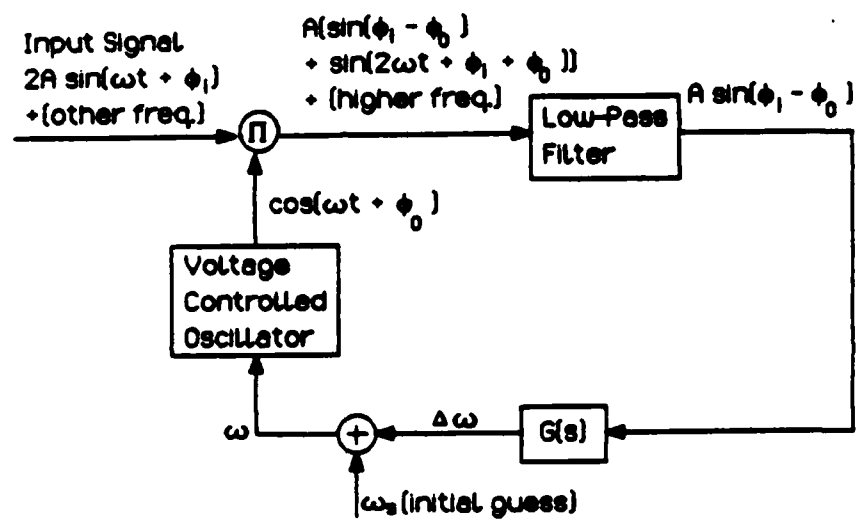 Input Signal
2A sin(ωt + ϕ₁)
+(other freq.)
A(sin(ϕ₁ - ϕ₀)
+ sin(2ωt + ϕ₁ + ϕ₀))
+ (higher freq.)
Π
Low-Pass
Filter
A sin(ϕ₁ - ϕ₀)
cos(ωt + ϕ₀)
Voltage
Controlled
Oscillator
ω
+
Δω
G(s)
ωₛ (initial guess)